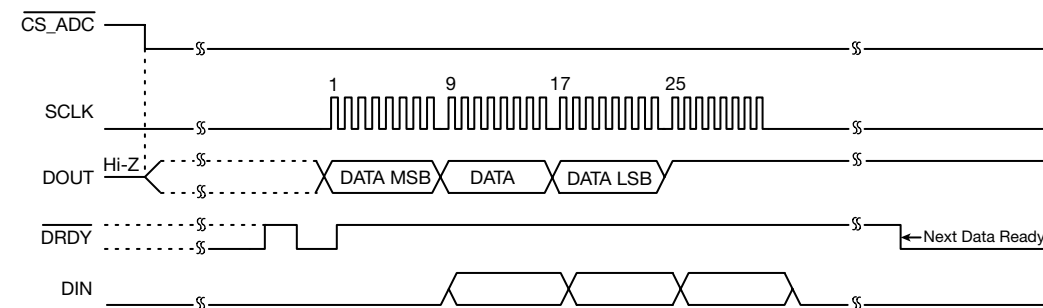 CS_ADC
1 9 17 25
SCLK
Hi-Z
DOUT DATA MSB DATA DATA LSB
DRDY Next Data Ready
DIN